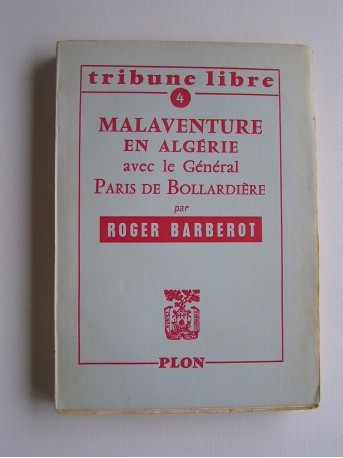 tribune libre
4
MALAVENTURE
EN ALGÉRIE
avec le Général
PARIS DE BOLLARDIÈRE
par
ROGER BARBEROT
PLON